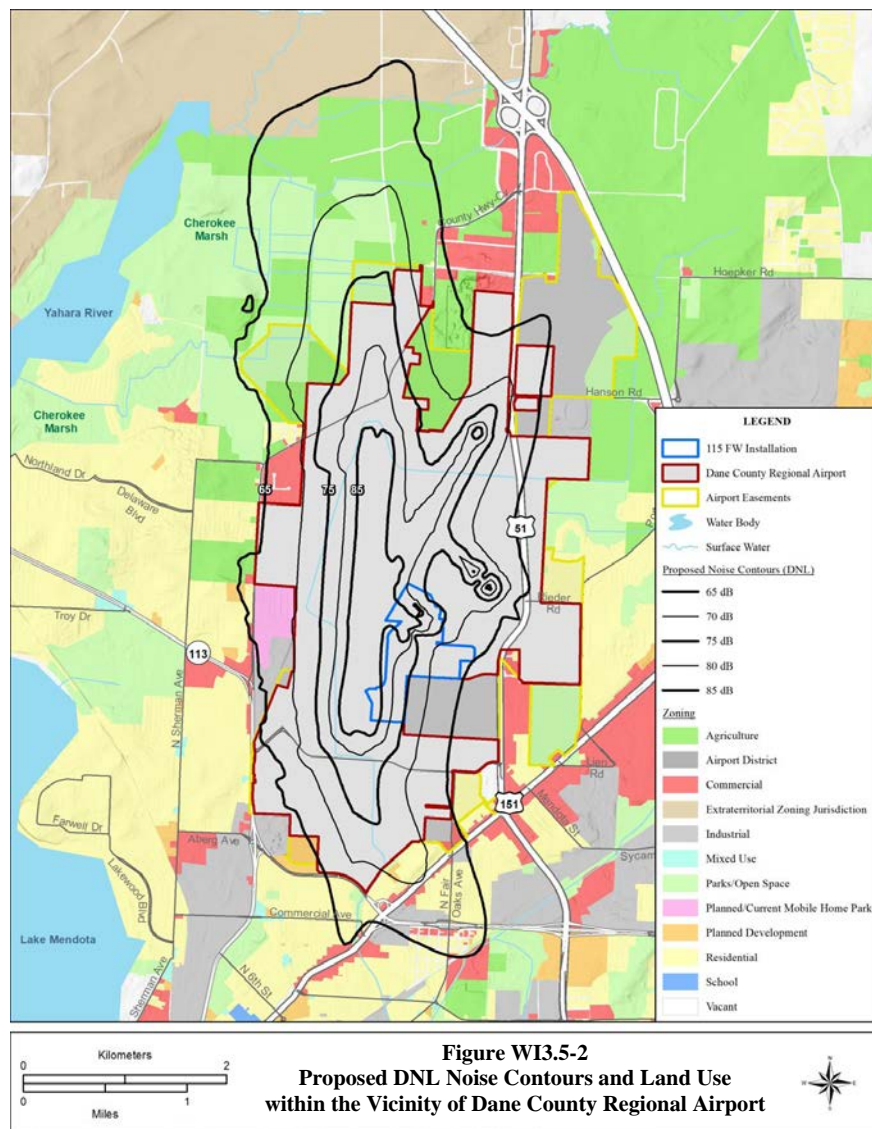 County Hwy-CV
Cherokee
Marsh
Hoepker Rd
Yahara River
Hanson Rd
Cherokee
Marsh
Northland Dr
Delaware
Blvd
65
75
85
51
Rieder
Rd
Troy Dr
113
N Sherman Ave
Lien
Rd
151
Mendota St
Farwell Dr
Aberg Ave
Sycam
Lakewood
Blvd
N Fair
Oaks Ave
Commercial Ave
Lake Mendota
N 6th St
Sherman Ave
LEGEND
115 FW Installation
Dane County Regional Airport
Airport Easements
Water Body
Surface Water
Proposed Noise Contours (DNL)
65 dB
70 dB
75 dB
80 dB
85 dB
Zoning
Agriculture
Airport District
Commercial
Extraterritorial Zoning Jurisdiction
Industrial
Mixed Use
Parks/Open Space
Planned/Current Mobile Home Park
Planned Development
Residential
School
Vacant
Kilometers
0 2
0 1
Miles
Figure WI3.5-2
Proposed DNL Noise Contours and Land Use
within the Vicinity of Dane County Regional Airport
N
W E
S